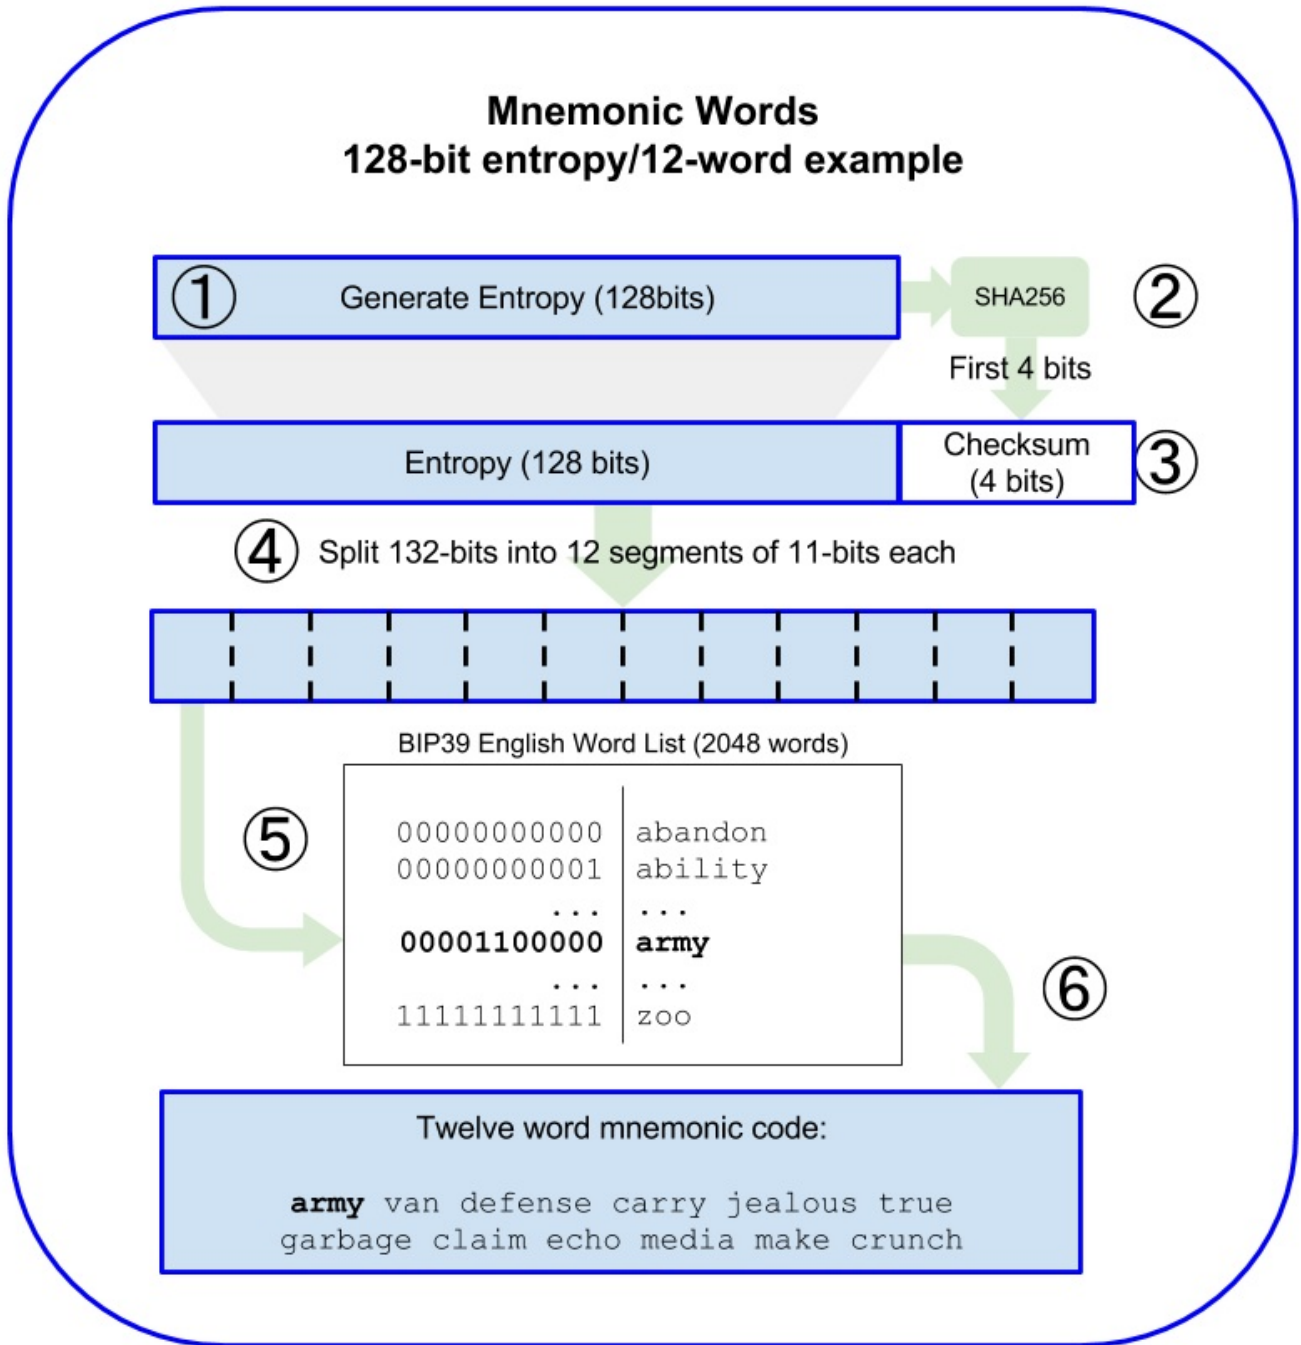 Mnemonic Words
128-bit entropy/12-word example
① Generate Entropy (128bits)
SHA256
②
First 4 bits
Entropy (128 bits)
Checksum
(4 bits)
③
④ Split 132-bits into 12 segments of 11-bits each
BIP39 English Word List (2048 words)
⑤
00000000000 abandon
00000000001 ability
... ...
00001100000 army
... ...
11111111111 zoo
⑥
Twelve word mnemonic code:
army van defense carry jealous true
garbage claim echo media make crunch